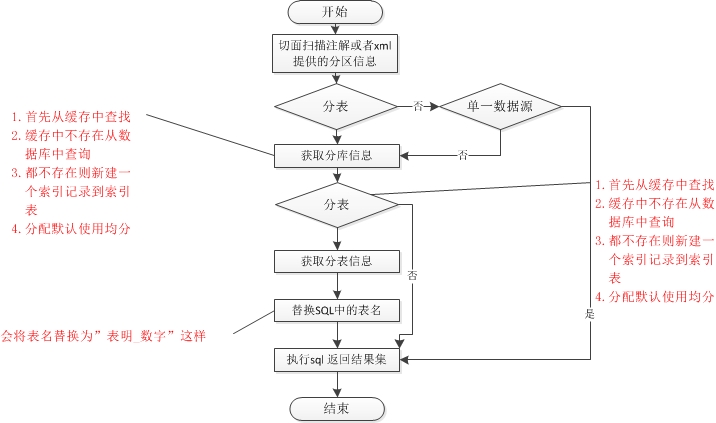 开始
切面扫描注解或者xml
提供的分区信息
分表
否
单一数据源
1. 首先从缓存中查找
2. 缓存中不存在从数
据库中查询
3. 都不存在则新建一
个索引记录到索引
表
4. 分配默认使用均分
获取分库信息
否
分表
1. 首先从缓存中查找
2. 缓存中不存在从数
据库中查询
3. 都不存在则新建一
个索引记录到索引
表
4. 分配默认使用均分
获取分表信息
否
替换SQL中的表名
是
会将表名替换为”表明_数字”这样
执行sql 返回结果集
结束